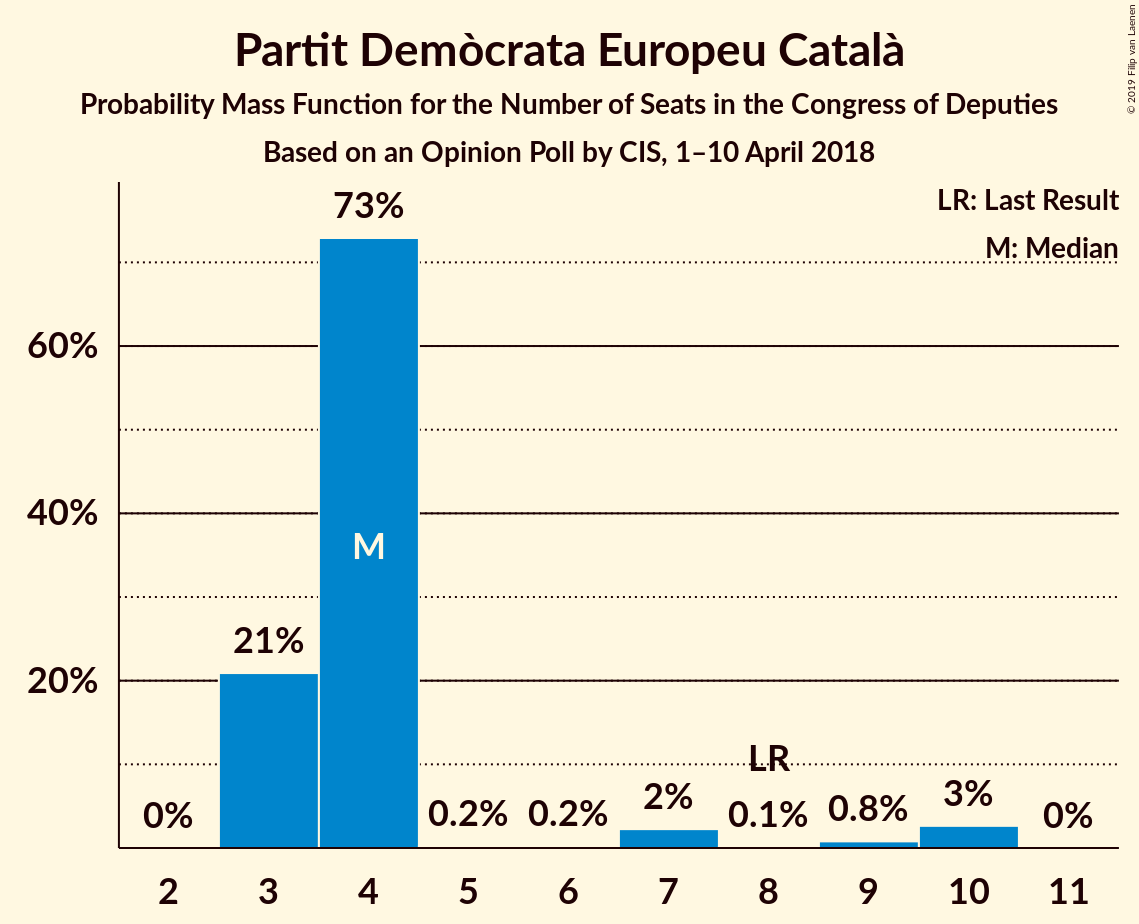 Partit Demòcrata Europeu Català
Probability Mass Function for the Number of Seats in the Congress of Deputies
Based on an Opinion Poll by CIS, 1–10 April 2018
© 2019 Filip van Laenen
LR: Last Result
M: Median
73%
60%
40%
M
21%
20%
LR
0% 0.2% 0.2% 2% 0.1% 0.8% 3% 0%
2 3 4 5 6 7 8 9 10 11